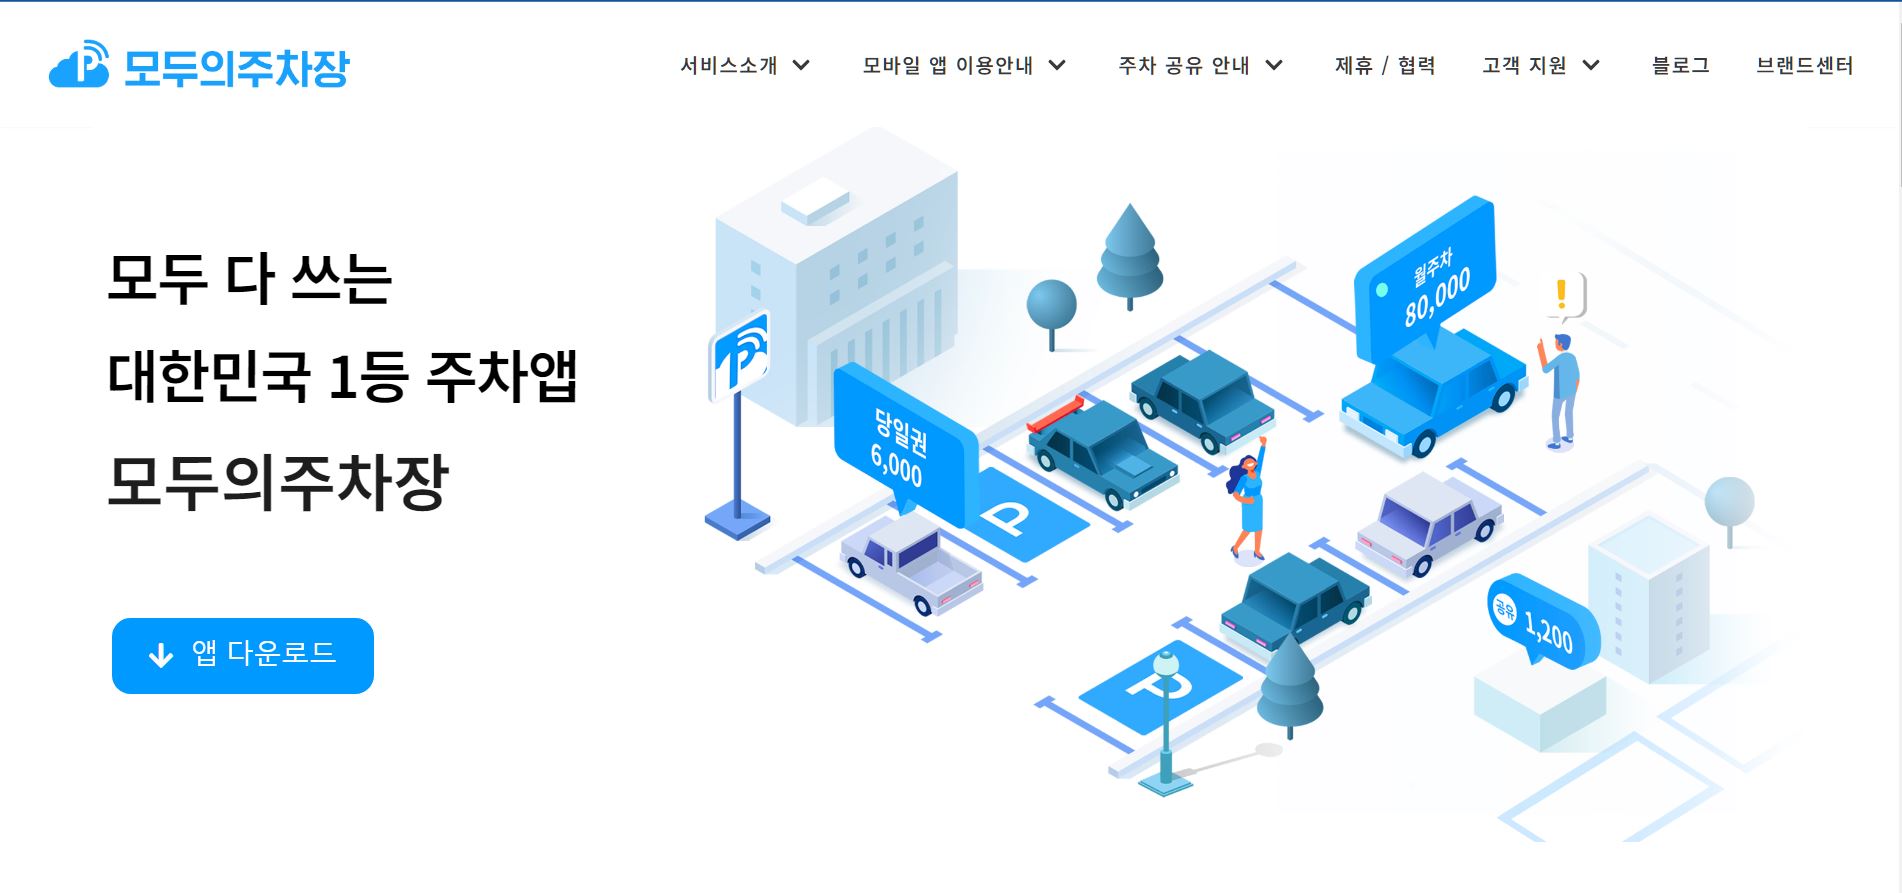 모두의주차장
서비스소개
모바일 앱 이용안내
주차 공유 안내
제휴 / 협력
고객 지원
블로그
브랜드센터
모두 다 쓰는
대한민국 1등 주차앱
모두의주차장
앱 다운로드
당일권
6,000
월주차
80,000
공유 1,200
P
P
P
P
!